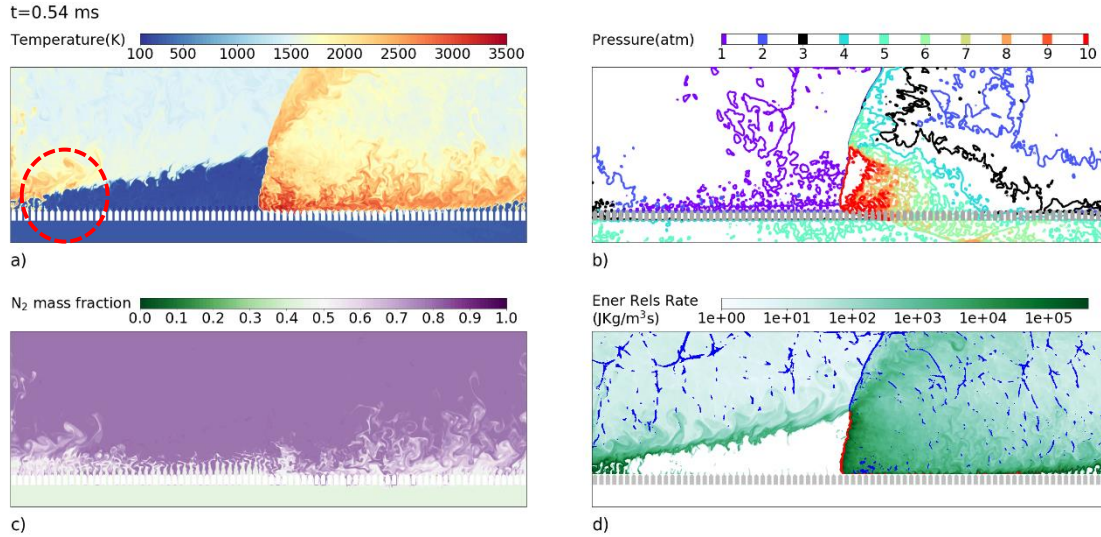 t=0.54 ms
Temperature(K)
100 500 1000 1500 2000 2500 3000 3500
a)
Pressure(atm)
1 2 3 4 5 6 7 8 9 10
b)
N2 mass fraction
0.0 0.1 0.2 0.3 0.4 0.5 0.6 0.7 0.8 0.9 1.0
c)
Ener Rels Rate
(JKg/m³s)
1e+00 1e+01 1e+02 1e+03 1e+04 1e+05
d)